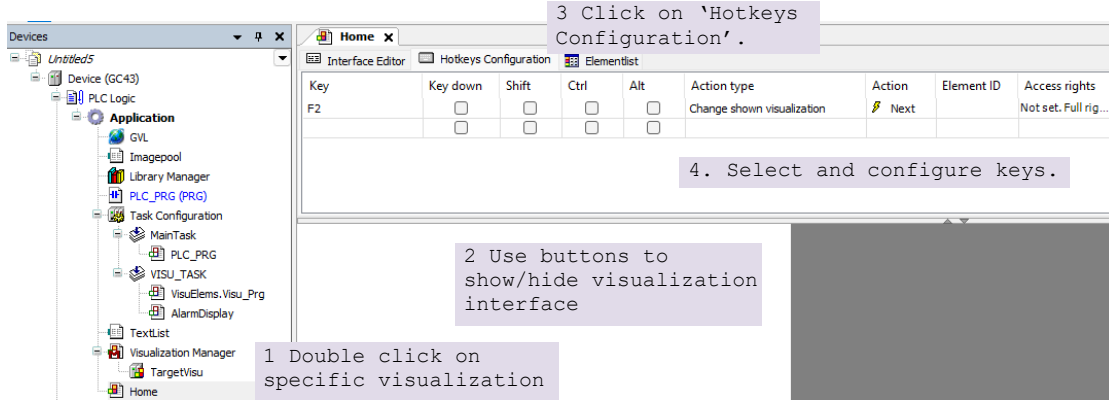 3 Click on ‘Hotkeys
Configuration’.
Devices
Home
Untitled5
Interface Editor Hotkeys Configuration Elementlist
Device (GC43)
Key Key down Shift Ctrl Alt Action type Action Element ID Access rights
PLC Logic
F2 Change shown visualization Next Not set. Full rig...
Application
GVL
Imagepool
Library Manager
4. Select and configure keys.
PLC_PRG (PRG)
Task Configuration
MainTask
PLC_PRG
2 Use buttons to
show/hide visualization
interface
VISU_TASK
VisuElems.Visu_Prg
AlarmDisplay
TextList
Visualization Manager
1 Double click on
specific visualization
TargetVisu
Home